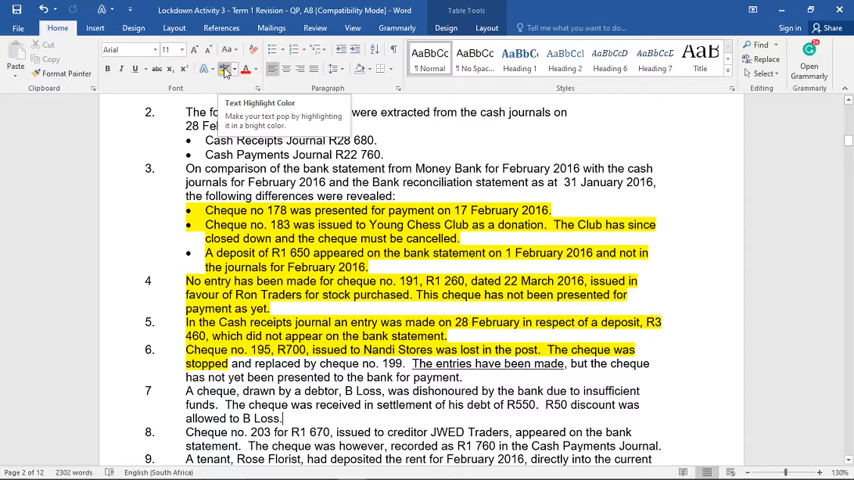 Lockdown Activity 3 - Term 1 Revision - QP, AB [Compatibility Mode] - Word
Table Tools
Sign in
Share
File Home Insert Draw Design Layout References Mailings Review View Grammarly Design Layout Tell me what you want to do...
Paste
Cut
Copy
Format Painter
Clipboard
Arial 11
Font
Paragraph
AaBbCc AaBbCc AaBbC AaBbCc AaBbCcD AaBbCcD AaB
¶ Normal ¶ No Spac... Heading 1 Heading 2 Heading 6 Heading 7 Title
Styles
Find
Replace
Select
Editing
Open
Grammarly
Grammarly
Text Highlight Color
Make your text pop by highlighting
it in a bright color.
2. The fo were extracted from the cash journals on
28 Feb
• Cash Receipts Journal R28 680.
• Cash Payments Journal R22 760.
3. On comparison of the bank statement from Money Bank for February 2016 with the cash
journals for February 2016 and the Bank reconciliation statement as at 31 January 2016,
the following differences were revealed:
• Cheque no 178 was presented for payment on 17 February 2016.
• Cheque no. 183 was issued to Young Chess Club as a donation. The Club has since
closed down and the cheque must be cancelled.
• A deposit of R1 650 appeared on the bank statement on 1 February 2016 and not in
the journals for February 2016.
4 No entry has been made for cheque no. 191, R1 260, dated 22 March 2016, issued in
favour of Ron Traders for stock purchased. This cheque has not been presented for
payment as yet.
5. In the Cash receipts journal an entry was made on 28 February in respect of a deposit, R3
460, which did not appear on the bank statement.
6. Cheque no. 195, R700, issued to Nandi Stores was lost in the post. The cheque was
stopped and replaced by cheque no. 199. The entries have been made, but the cheque
has not yet been presented to the bank for payment.
7 A cheque, drawn by a debtor, B Loss, was dishonoured by the bank due to insufficient
funds. The cheque was received in settlement of his debt of R550. R50 discount was
allowed to B Loss.
8. Cheque no. 203 for R1 670, issued to creditor JWED Traders, appeared on the bank
statement. The cheque was however, recorded as R1 760 in the Cash Payments Journal.
9. A tenant, Rose Florist, had deposited the rent for February 2016, directly into the current
Page 2 of 12 2302 words English (South Africa) 130%